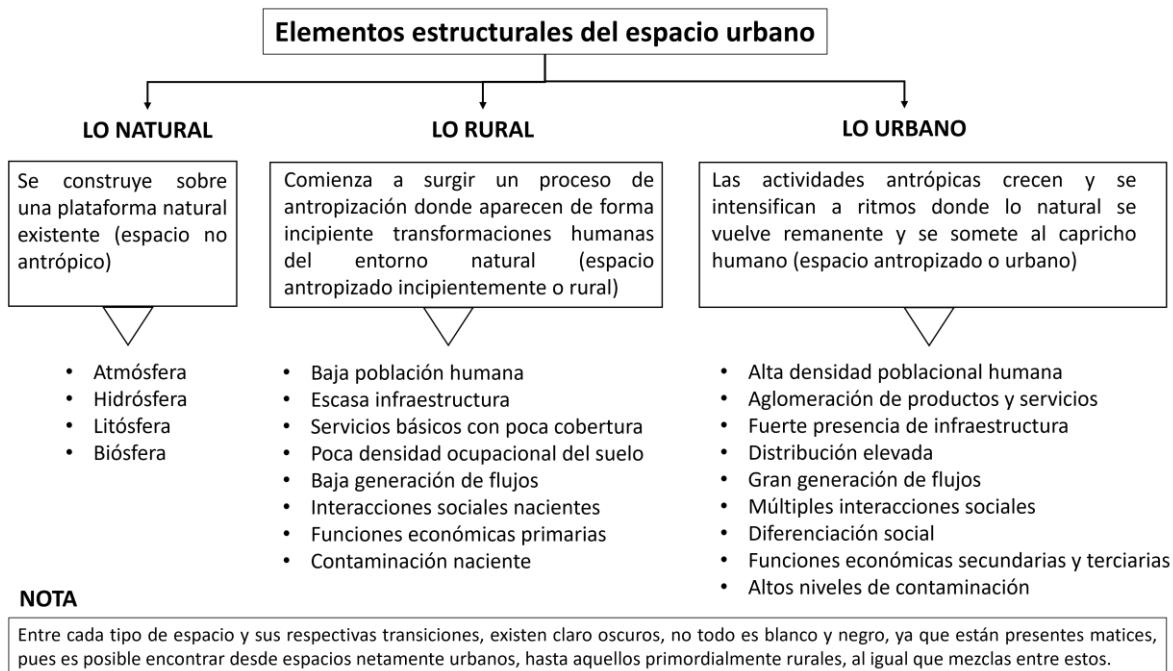 Elementos estructurales del espacio urbano
LO NATURAL
Se construye sobre
una plataforma natural
existente (espacio no
antrópico)
• Atmósfera
• Hidrósfera
• Litósfera
• Biósfera
LO RURAL
Comienza a surgir un proceso de
antropización donde aparecen de forma
incipiente transformaciones humanas
del entorno natural (espacio
antropizado incipientemente o rural)
• Baja población humana
• Escasa infraestructura
• Servicios básicos con poca cobertura
• Poca densidad ocupacional del suelo
• Baja generación de flujos
• Interacciones sociales nacientes
• Funciones económicas primarias
• Contaminación naciente
LO URBANO
Las actividades antrópicas crecen y se
intensifican a ritmos donde lo natural se
vuelve remanente y se somete al capricho
humano (espacio antropizado o urbano)
• Alta densidad poblacional humana
• Aglomeración de productos y servicios
• Fuerte presencia de infraestructura
• Distribución elevada
• Gran generación de flujos
• Múltiples interacciones sociales
• Diferenciación social
• Funciones económicas secundarias y terciarias
• Altos niveles de contaminación
NOTA
Entre cada tipo de espacio y sus respectivas transiciones, existen claro oscuros, no todo es blanco y negro, ya que están presentes matices,
pues es posible encontrar desde espacios netamente urbanos, hasta aquellos primordialmente rurales, al igual que mezclas entre estos.